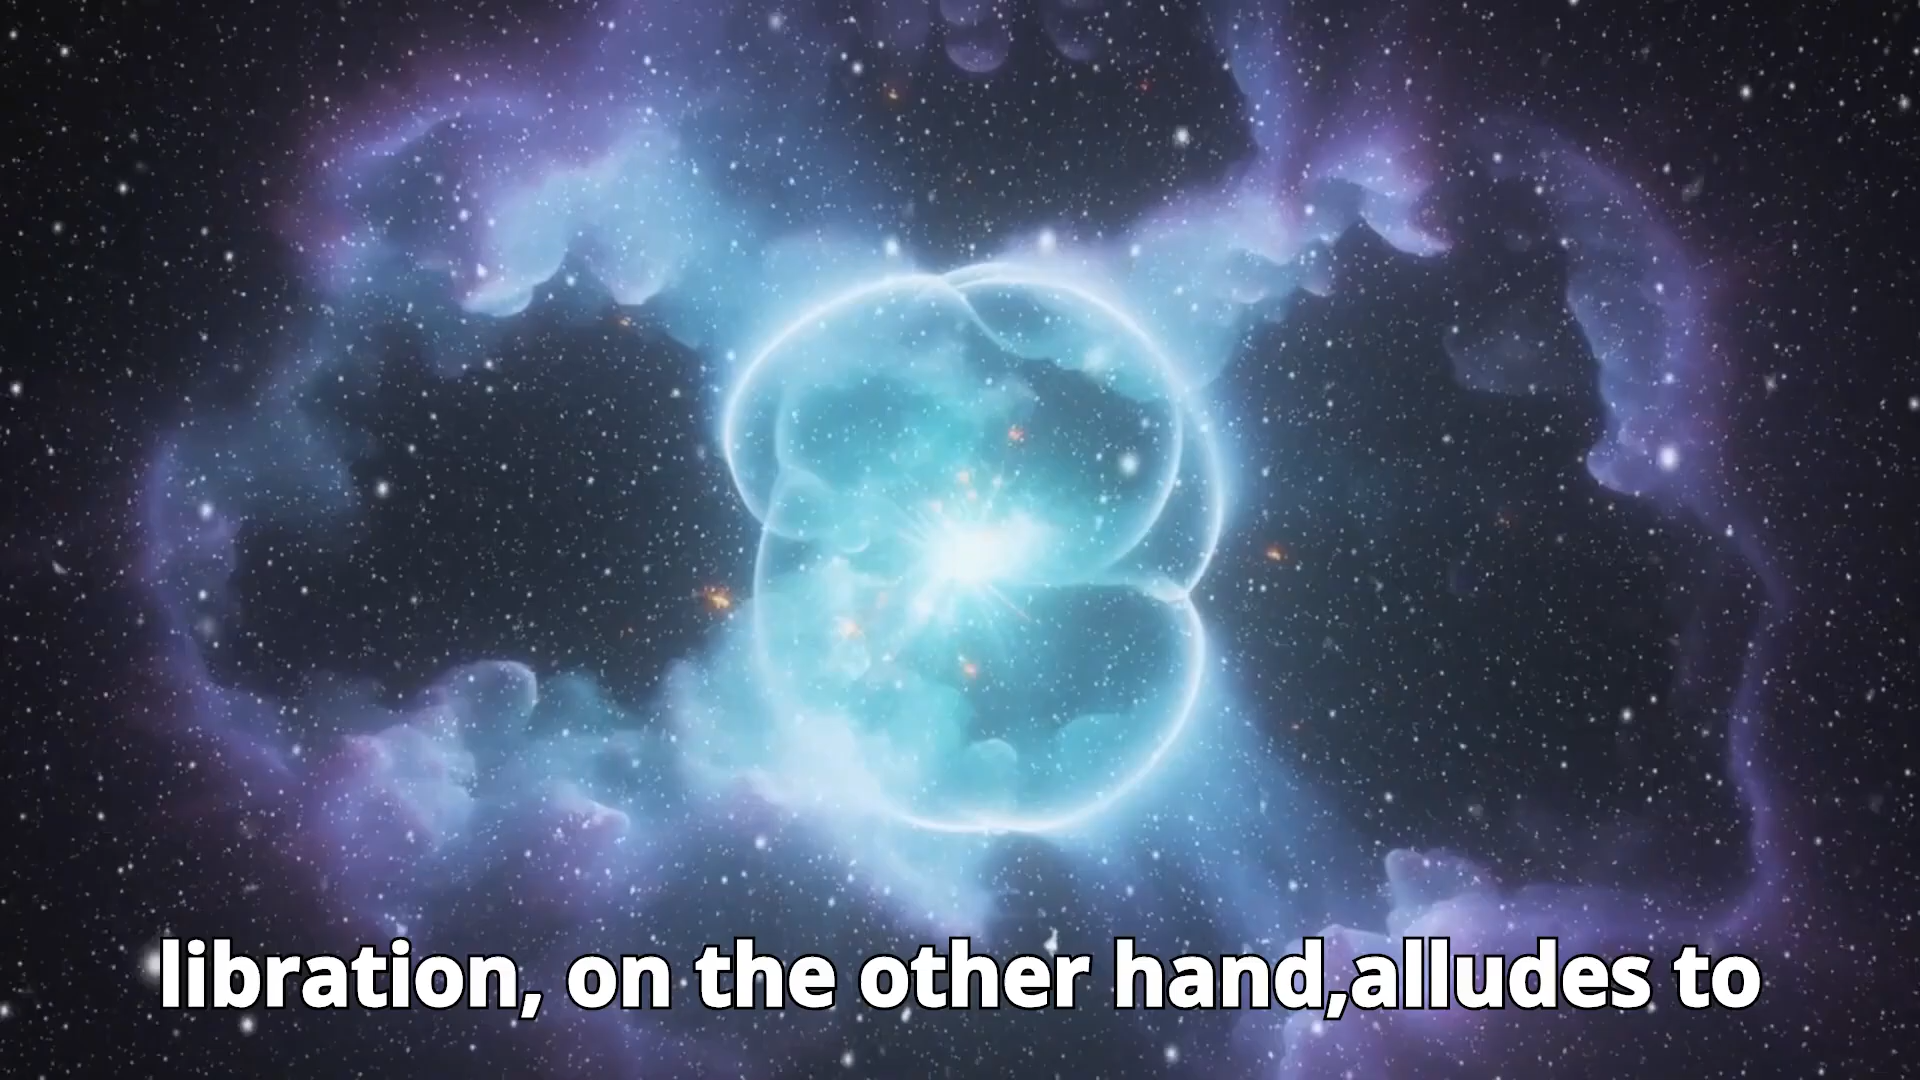 libration, on the other hand,alludes to